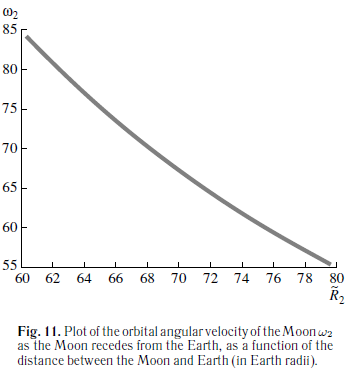 ω₂
85
80
75
70
65
60
55
60 62 64 66 68 70 72 74 76 78 80
R̃₂
Fig. 11. Plot of the orbital angular velocity of the Moon ω₂
as the Moon recedes from the Earth, as a function of the
distance between the Moon and Earth (in Earth radii).